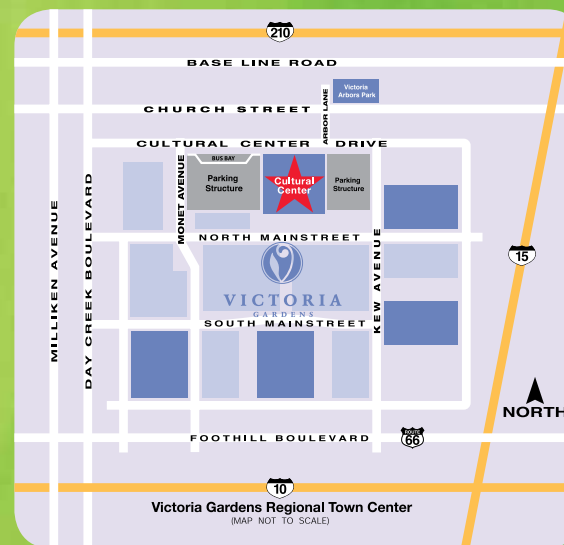 210
BASE LINE ROAD
Victoria
Arbors Park
CHURCH STREET
ARBOR LANE
CULTURAL CENTER DRIVE
BUS BAY
Parking
Structure
Cultural
Center
Parking
Structure
MONET AVENUE
MILLIKEN AVENUE
DAY CREEK BOULEVARD
NORTH MAINSTREET
KEW AVENUE
15
VICTORIA
GARDENS
SOUTH MAINSTREET
NORTH
FOOTHILL BOULEVARD
ROUTE
66
10
Victoria Gardens Regional Town Center
(MAP NOT TO SCALE)